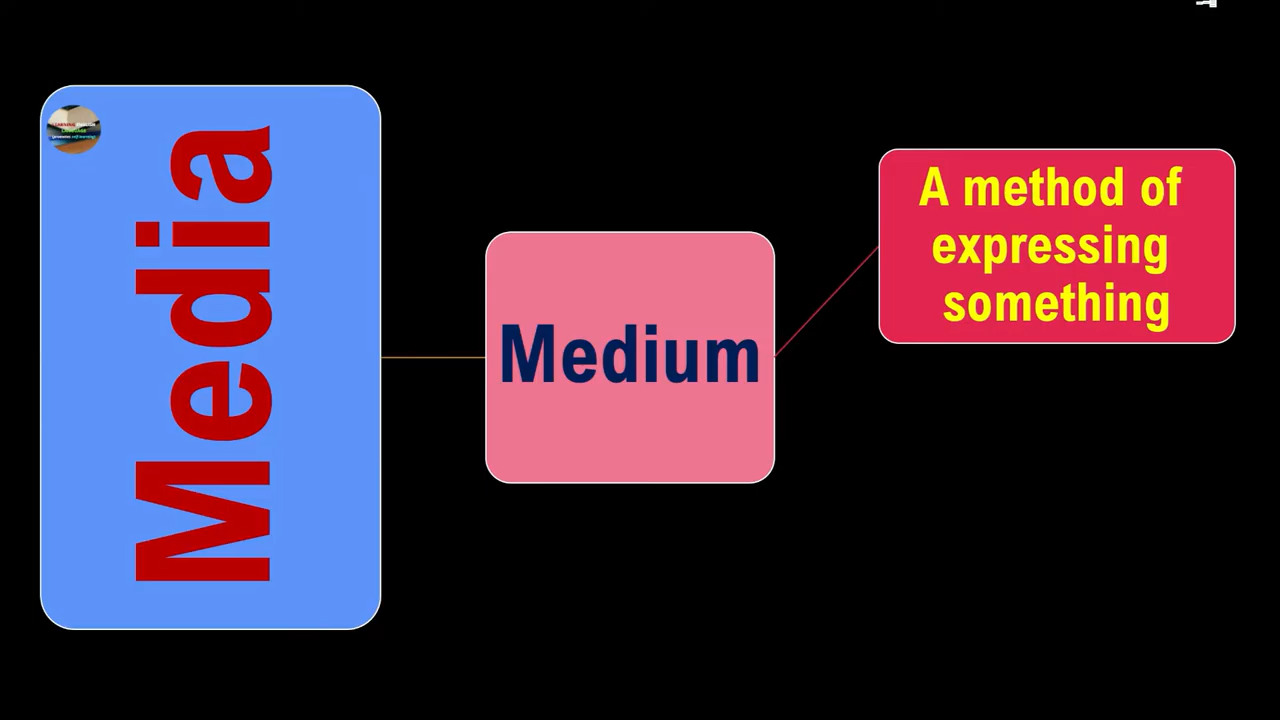 Media
Medium
A method of
expressing
something